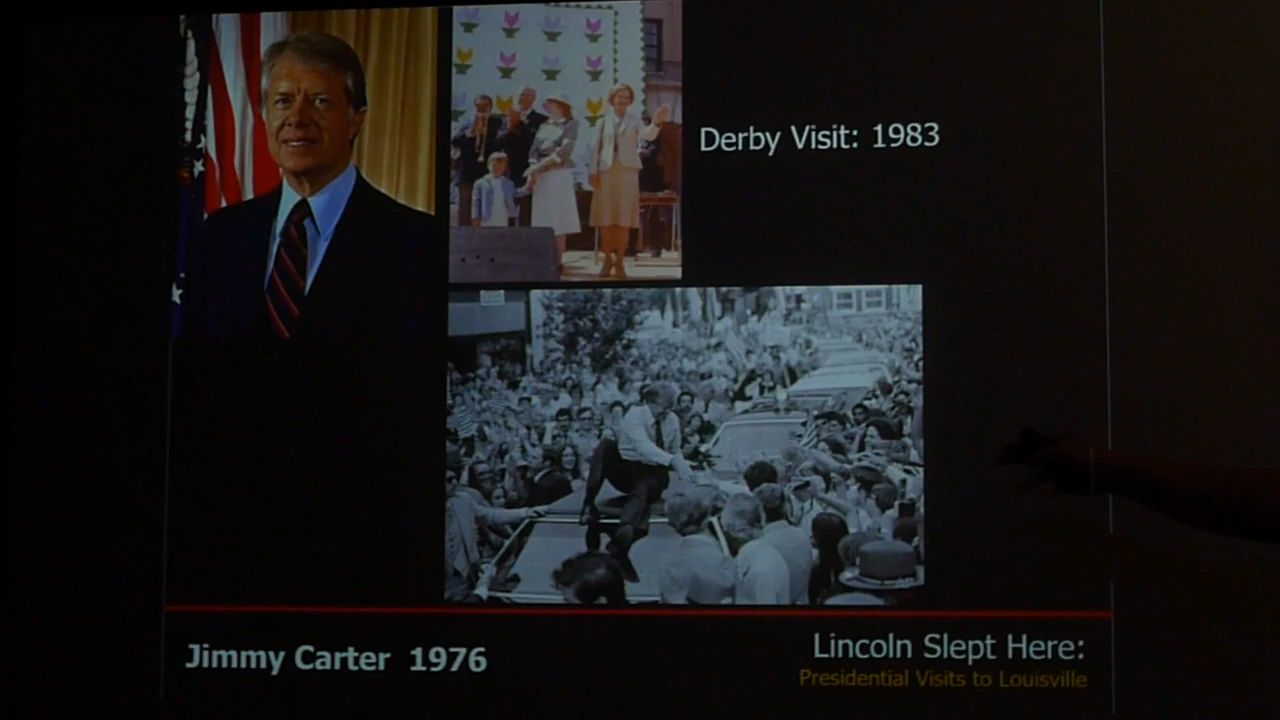 Derby Visit: 1983
Jimmy Carter 1976
Lincoln Slept Here:
Presidential Visits to Louisville